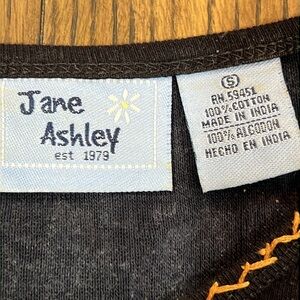 Jane
Ashley
est 1979
S
RN 59451
100% COTTON
MADE IN INDIA
100% ALGODON
HECHO EN INDIA